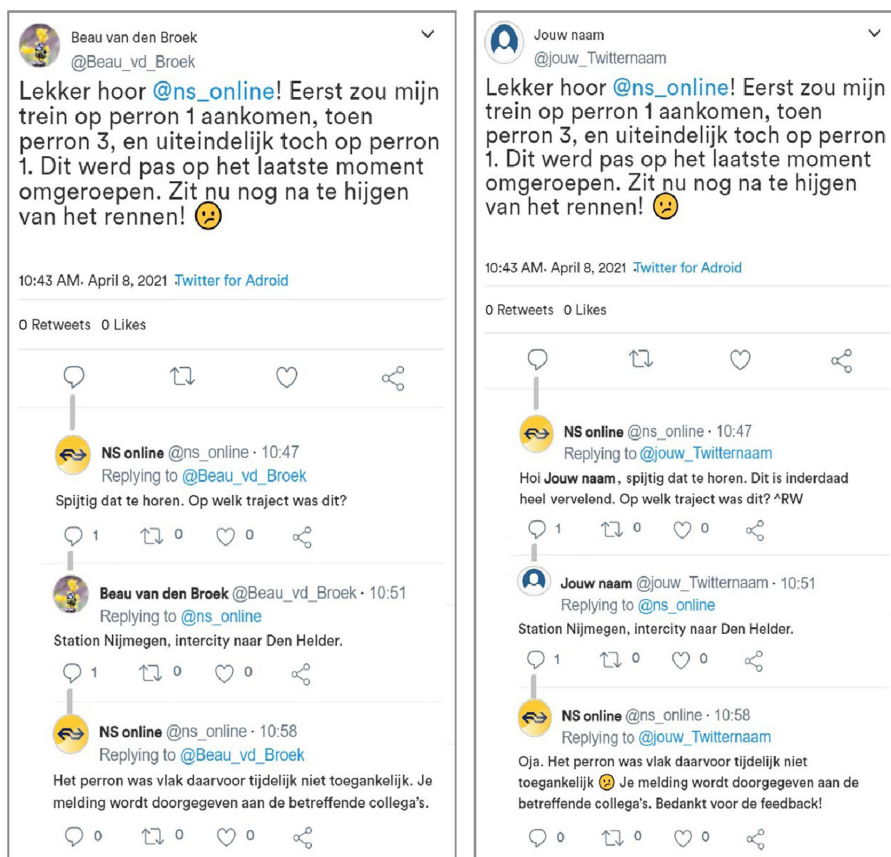 Beau van den Broek
@Beau_vd_Broek
Lekker hoor @ns_online! Eerst zou mijn
trein op perron 1 aankomen, toen
perron 3, en uiteindelijk toch op perron
1. Dit werd pas op het laatste moment
omgeroepen. Zit nu nog na te hijgen
van het rennen! 😕
10:43 AM. April 8, 2021 Twitter for Adroid
0 Retweets 0 Likes
NS online @ns_online · 10:47
Replying to @Beau_vd_Broek
Spijtig dat te horen. Op welk traject was dit?
1 0 0
Beau van den Broek @Beau_vd_Broek · 10:51
Replying to @ns_online
Station Nijmegen, intercity naar Den Helder.
1 0 0
NS online @ns_online · 10:58
Replying to @Beau_vd_Broek
Het perron was vlak daarvoor tijdelijk niet toegankelijk. Je
melding wordt doorgegeven aan de betreffende collega's.
0 0 0
Jouw naam
@jouw_Twitternaam
Lekker hoor @ns_online! Eerst zou mijn
trein op perron 1 aankomen, toen
perron 3, en uiteindelijk toch op perron
1. Dit werd pas op het laatste moment
omgeroepen. Zit nu nog na te hijgen
van het rennen! 😕
10:43 AM. April 8, 2021 Twitter for Adroid
0 Retweets 0 Likes
NS online @ns_online · 10:47
Replying to @jouw_Twitternaam
Hoi Jouw naam, spijtig dat te horen. Dit is inderdaad
heel vervelend. Op welk traject was dit? ^RW
1 0 0
Jouw naam @jouw_Twitternaam · 10:51
Replying to @ns_online
Station Nijmegen, intercity naar Den Helder.
1 0 0
NS online @ns_online · 10:58
Replying to @jouw_Twitternaam
Oja. Het perron was vlak daarvoor tijdelijk niet
toegankelijk 😕 Je melding wordt doorgegeven aan de
betreffende collega's. Bedankt voor de feedback!
0 0 0